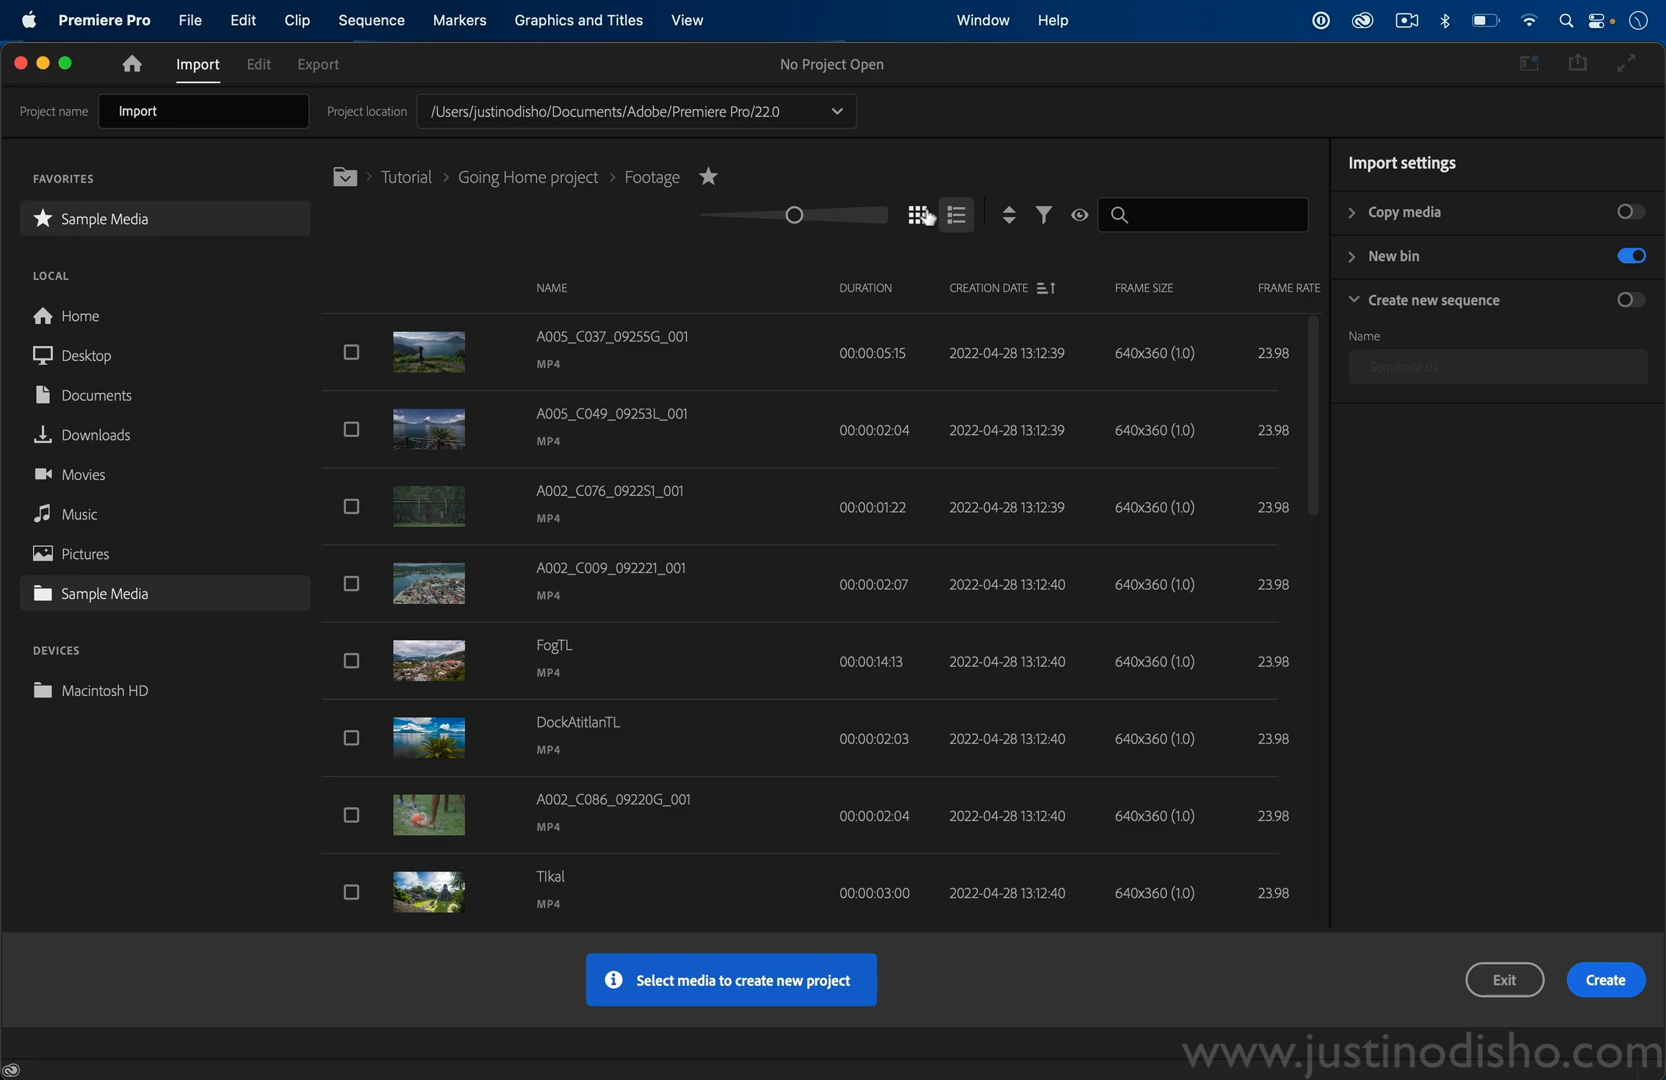 Premiere Pro File Edit Clip Sequence Markers Graphics and Titles View Window Help
Import Edit Export No Project Open
Project name Import Project location /Users/justinodisho/Documents/Adobe/Premiere Pro/22.0
FAVORITES
Sample Media
LOCAL
Home
Desktop
Documents
Downloads
Movies
Music
Pictures
Sample Media
DEVICES
Macintosh HD
Tutorial > Going Home project > Footage
NAME DURATION CREATION DATE FRAME SIZE FRAME RATE
A005_C037_09255G_001
MP4
00:00:05:15 2022-04-28 13:12:39 640x360 (1.0) 23.98
A005_C049_09253L_001
MP4
00:00:02:04 2022-04-28 13:12:39 640x360 (1.0) 23.98
A002_C076_0922S1_001
MP4
00:00:01:22 2022-04-28 13:12:39 640x360 (1.0) 23.98
A002_C009_092221_001
MP4
00:00:02:07 2022-04-28 13:12:40 640x360 (1.0) 23.98
FogTL
MP4
00:00:14:13 2022-04-28 13:12:40 640x360 (1.0) 23.98
DockAtitlanTL
MP4
00:00:02:03 2022-04-28 13:12:40 640x360 (1.0) 23.98
A002_C086_09220G_001
MP4
00:00:02:04 2022-04-28 13:12:40 640x360 (1.0) 23.98
TIkal
MP4
00:00:03:00 2022-04-28 13:12:40 640x360 (1.0) 23.98
Import settings
Copy media
New bin
Create new sequence
Name
Sequence 01
Select media to create new project
Exit Create
www.justinodisho.com